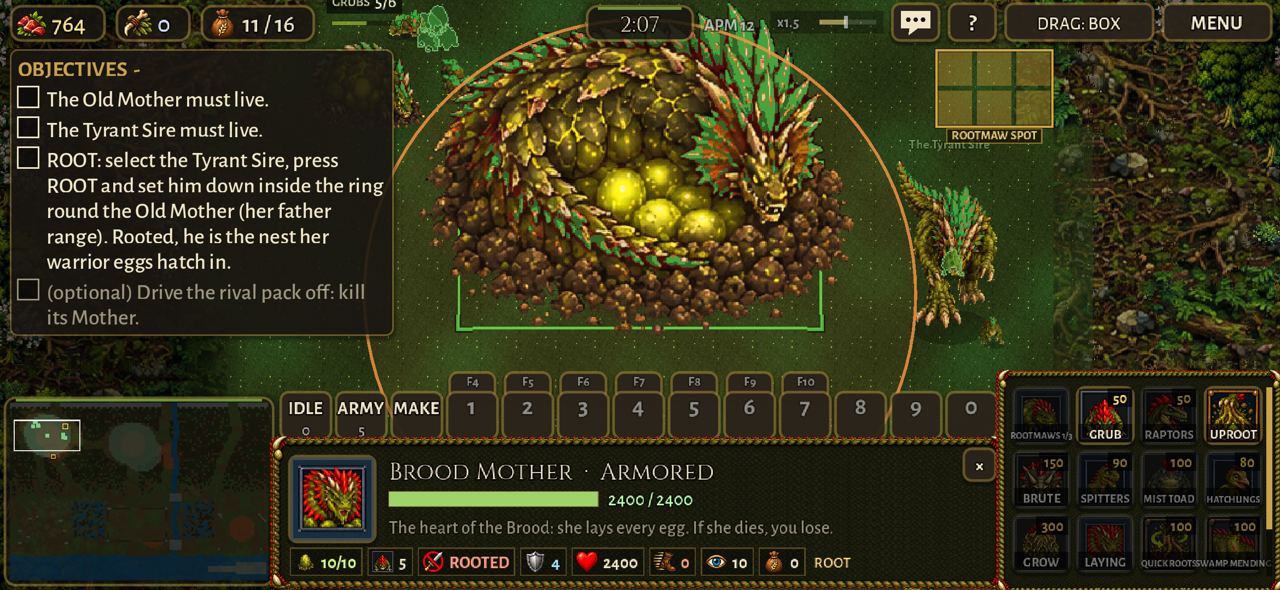 GRUBS 5/6
764
0
11/16
2:07
APM 12
x1.5
?
DRAG: BOX
MENU
OBJECTIVES -
The Old Mother must live.
The Tyrant Sire must live.
ROOT: select the Tyrant Sire, press
ROOT and set him down inside the ring
round the Old Mother (her father
range). Rooted, he is the nest her
warrior eggs hatch in.
(optional) Drive the rival pack off: kill
its Mother.
ROOTMAW SPOT
The Tyrant Sire
F4 F5 F6 F7 F8 F9 F10
IDLE ARMY MAKE 1 2 3 4 5 6 7 8 9 0
0 5
BROOD MOTHER · ARMORED
×
2400/2400
The heart of the Brood: she lays every egg. If she dies, you lose.
10/10 5 ROOTED 4 2400 0 10 0 ROOT
50 50
ROOTMAWS 1/3 GRUB RAPTORS UPROOT
150 90 100 80
BRUTE SPITTERS MIST TOAD HATCHLINGS
300 100 100
GROW LAYING QUICK ROOTS SWAMP MENDING